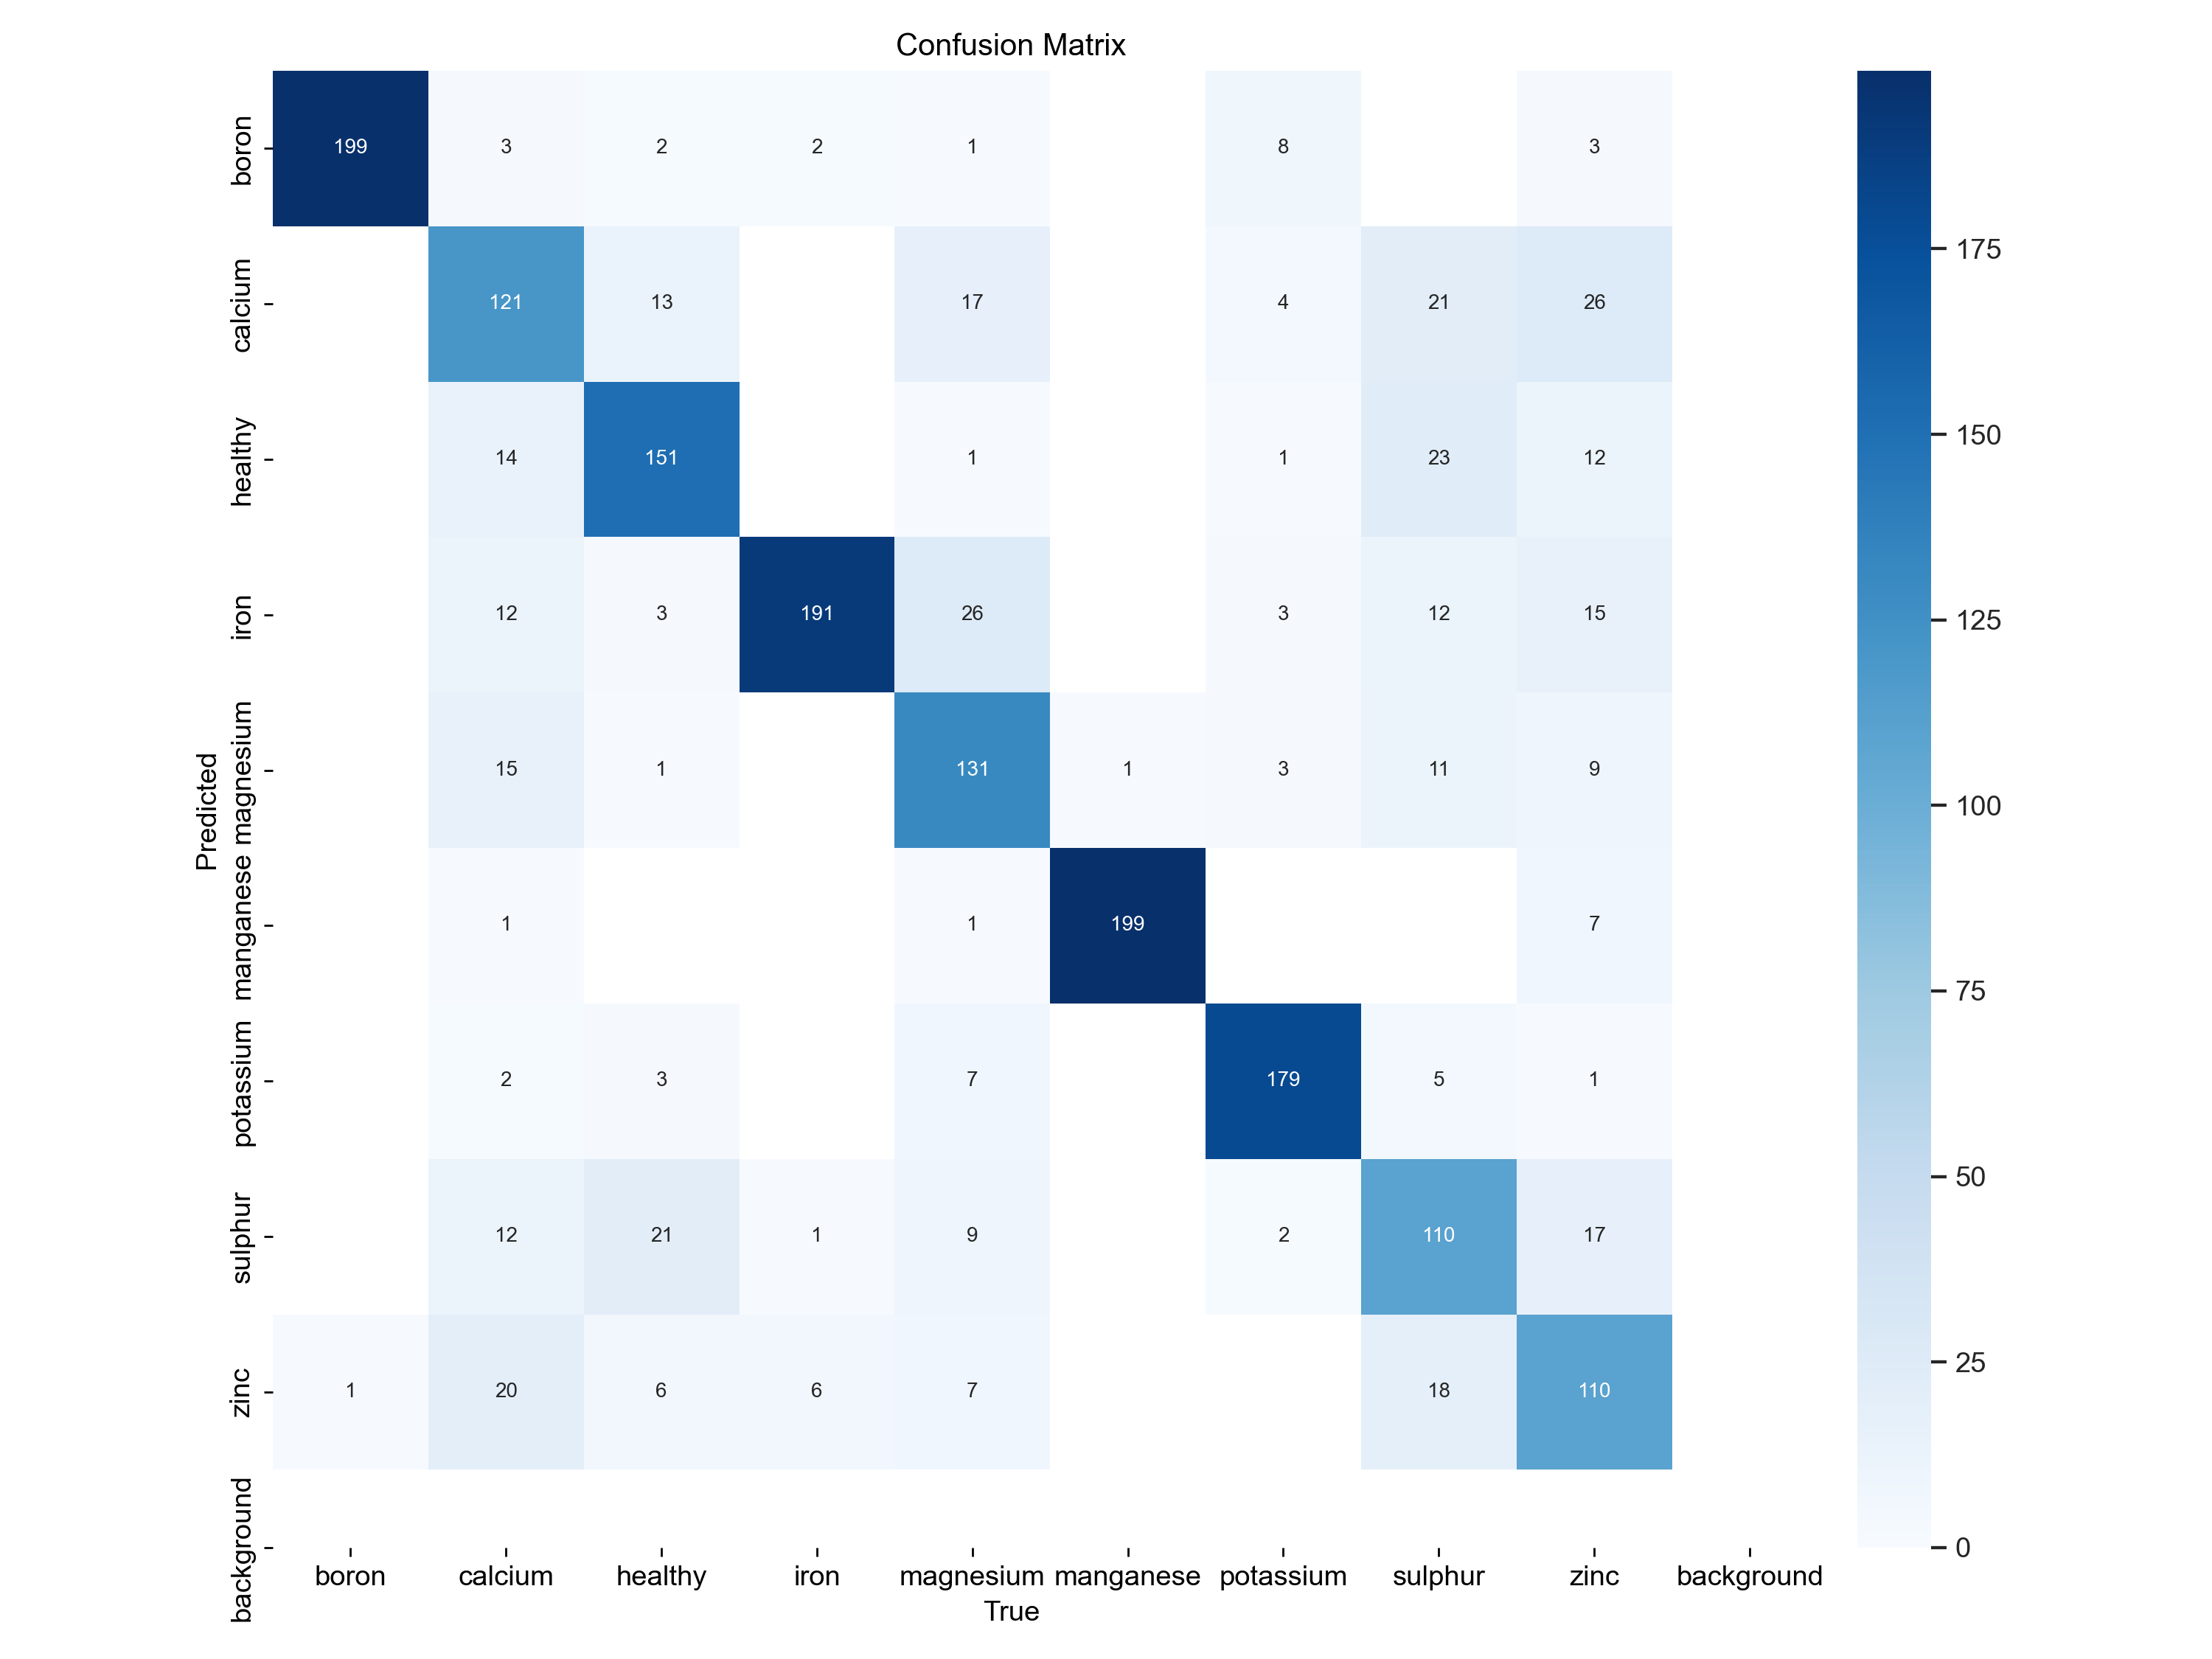 Confusion Matrix
boron 199 3 2 2 1 8 3
calcium 121 13 17 4 21 26
healthy 14 151 1 1 23 12
iron 12 3 191 26 3 12 15
magnesium 15 1 131 1 3 11 9
manganese 1 1 199 7
potassium 2 3 7 179 5 1
sulphur 12 21 1 9 2 110 17
zinc 1 20 6 6 7 18 110
background
Predicted
boron calcium healthy iron magnesium manganese potassium sulphur zinc background
True
175
150
125
100
75
50
25
0